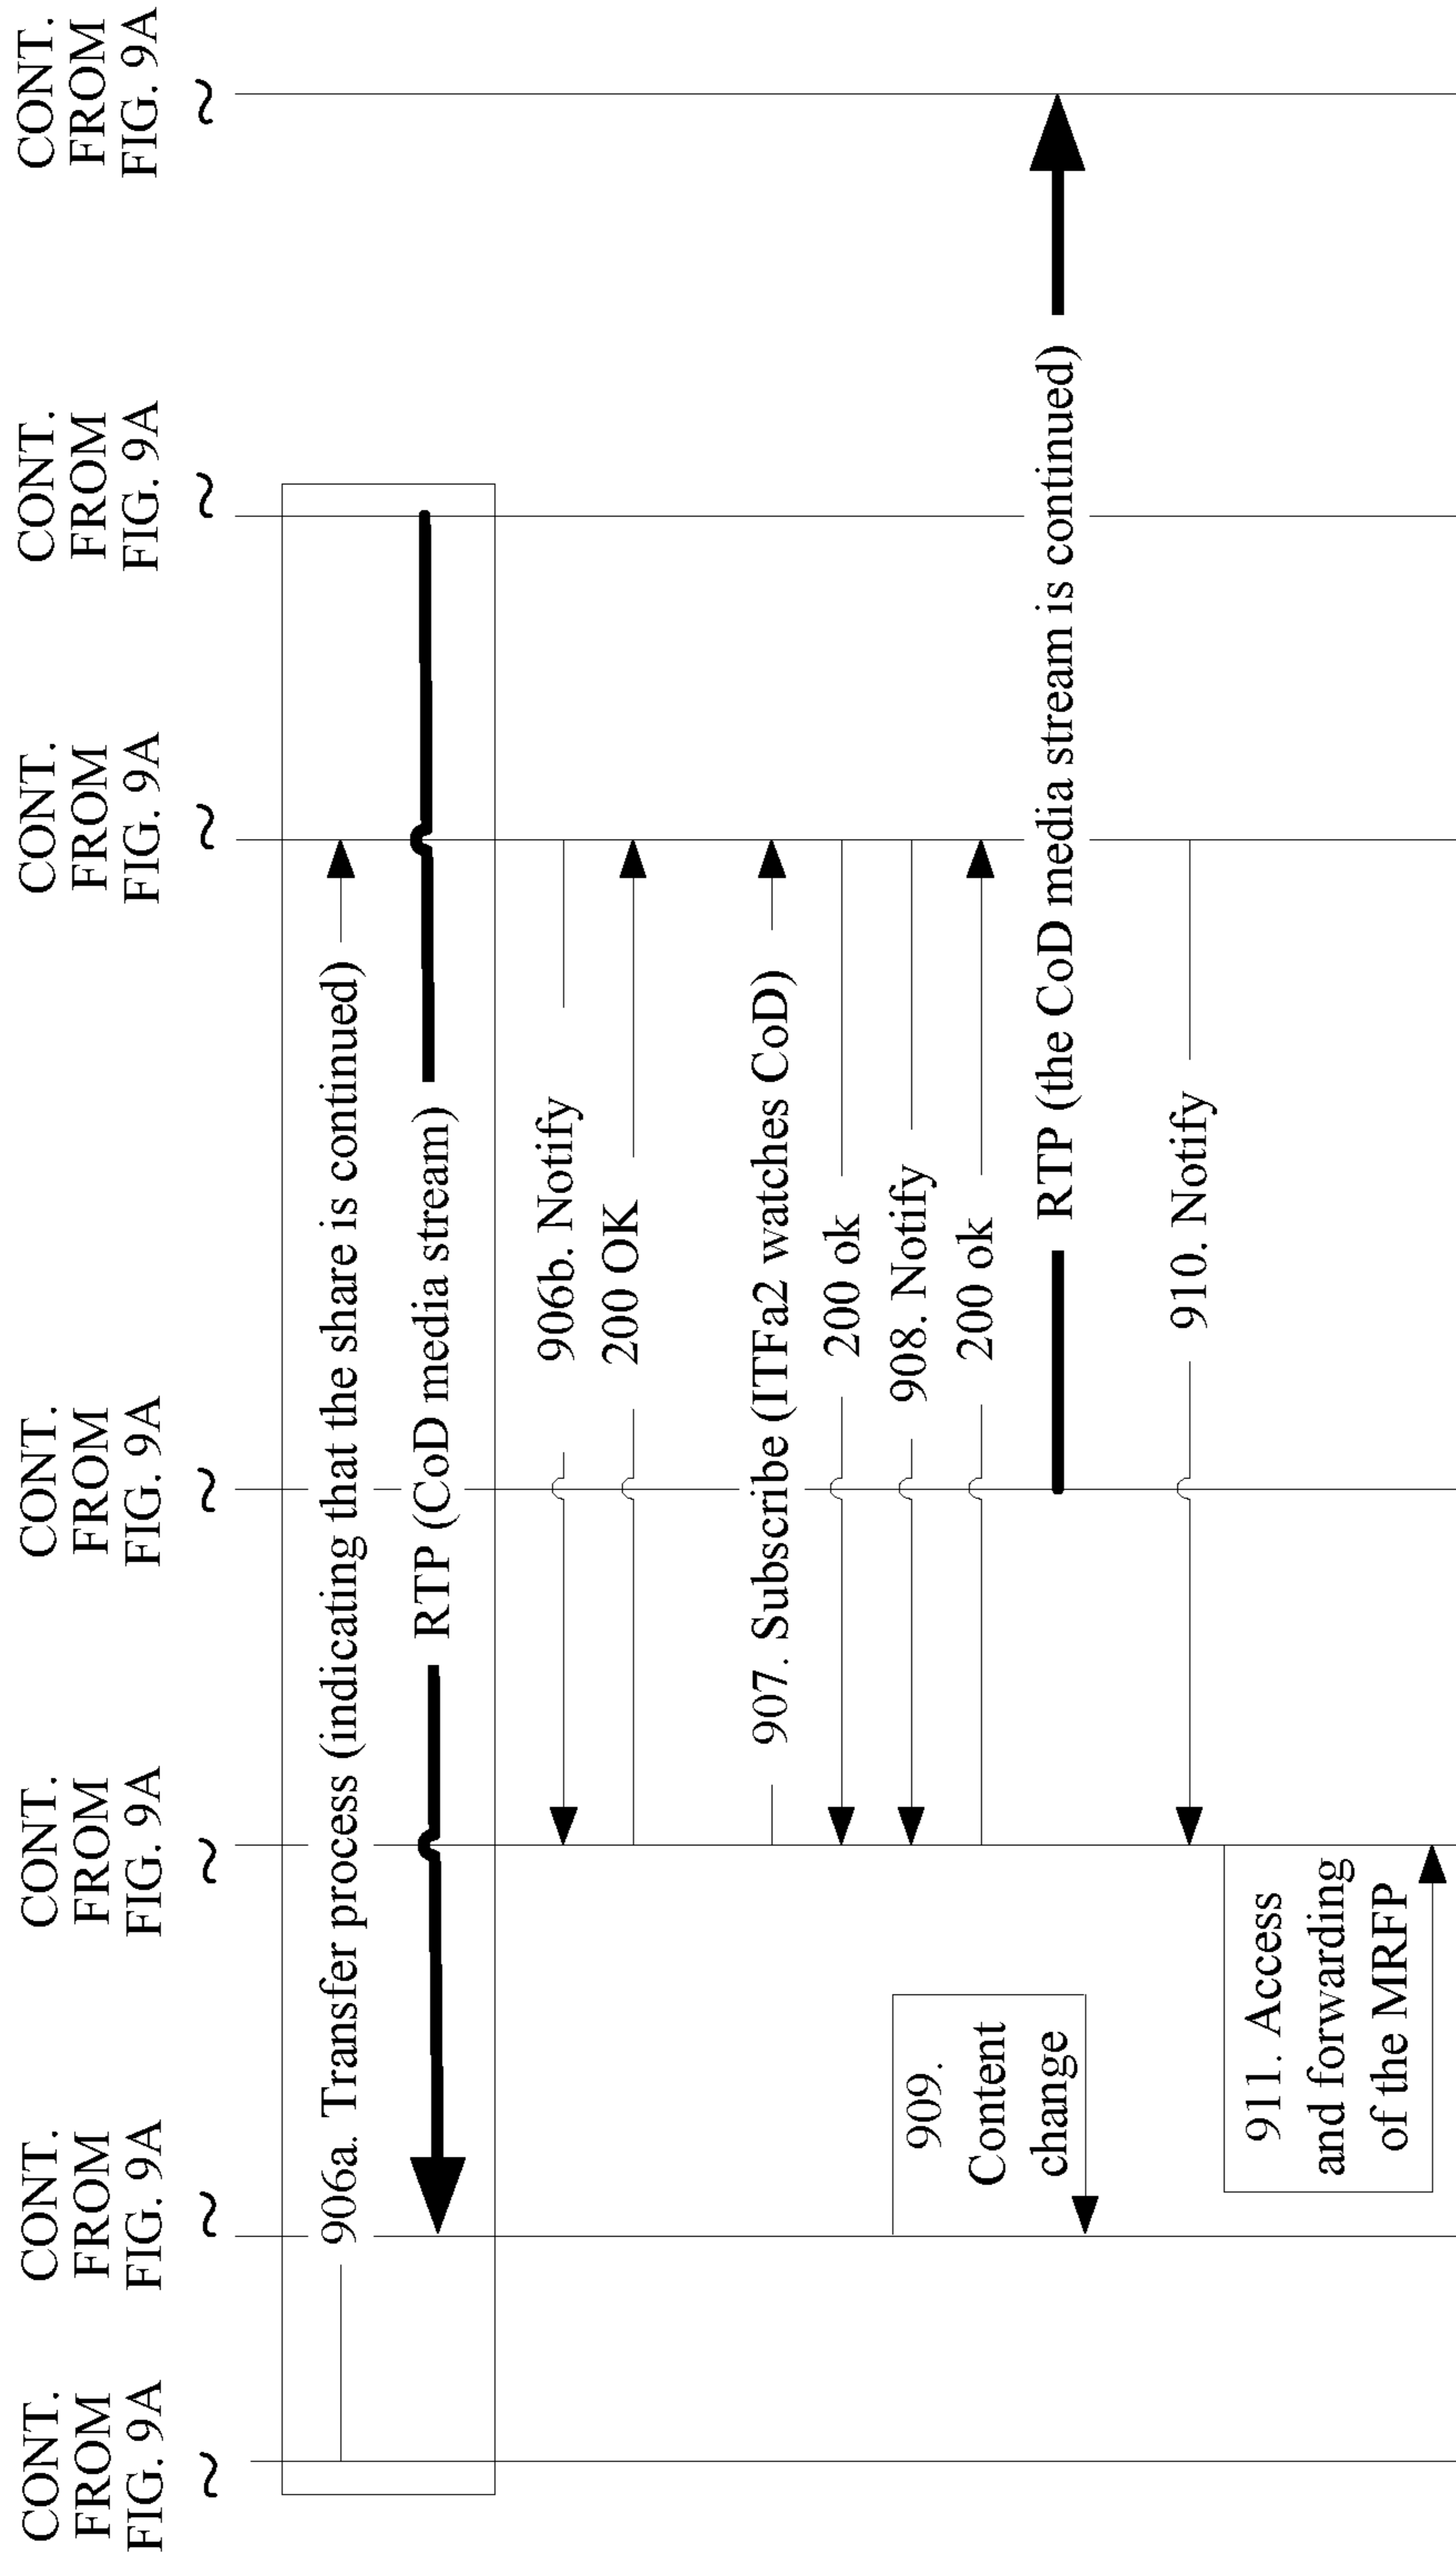 CONT.
FROM
FIG. 9A
CONT.
FROM
FIG. 9A
CONT.
FROM
FIG. 9A
CONT.
FROM
FIG. 9A
CONT.
FROM
FIG. 9A
CONT.
FROM
FIG. 9A
CONT.
FROM
FIG. 9A
906a. Transfer process (indicating that the share is continued)
RTP (CoD media stream)
906b. Notify
200 OK
907. Subscribe (ITFa2 watches CoD)
200 ok
908. Notify
200 ok
909.
Content
change
RTP (the CoD media stream is continued)
910. Notify
911. Access
and forwarding
of the MRFP